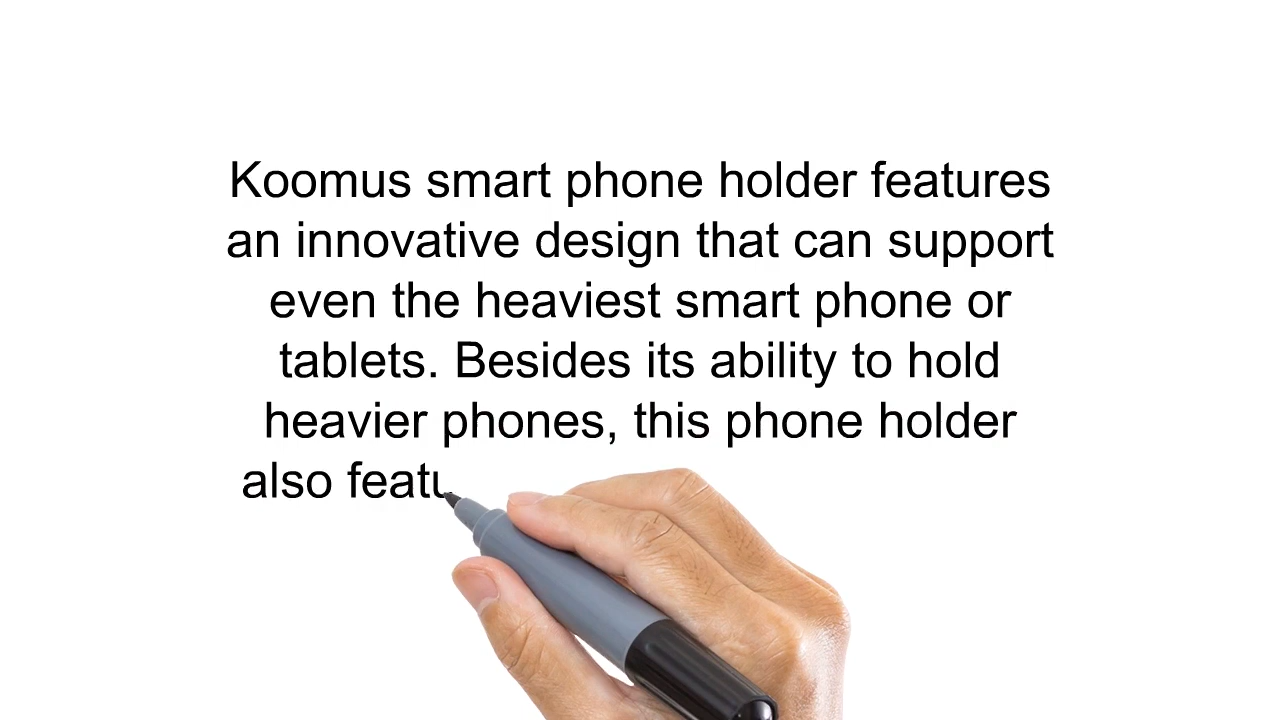 Koomus smart phone holder features
an innovative design that can support
even the heaviest smart phone or
tablets. Besides its ability to hold
heavier phones, this phone holder
also featu